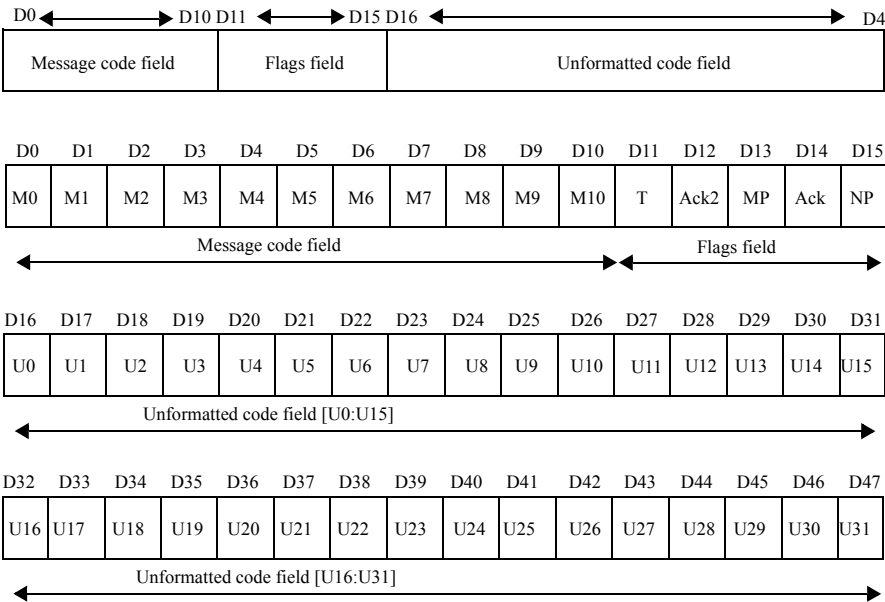 D0 D10 D11 D15 D16 D4
Message code field Flags field Unformatted code field
D0 D1 D2 D3 D4 D5 D6 D7 D8 D9 D10 D11 D12 D13 D14 D15
M0 M1 M2 M3 M4 M5 M6 M7 M8 M9 M10 T Ack2 MP Ack NP
Message code field Flags field
D16 D17 D18 D19 D20 D21 D22 D23 D24 D25 D26 D27 D28 D29 D30 D31
U0 U1 U2 U3 U4 U5 U6 U7 U8 U9 U10 U11 U12 U13 U14 U15
Unformatted code field [U0:U15]
D32 D33 D34 D35 D36 D37 D38 D39 D40 D41 D42 D43 D44 D45 D46 D47
U16 U17 U18 U19 U20 U21 U22 U23 U24 U25 U26 U27 U28 U29 U30 U31
Unformatted code field [U16:U31]